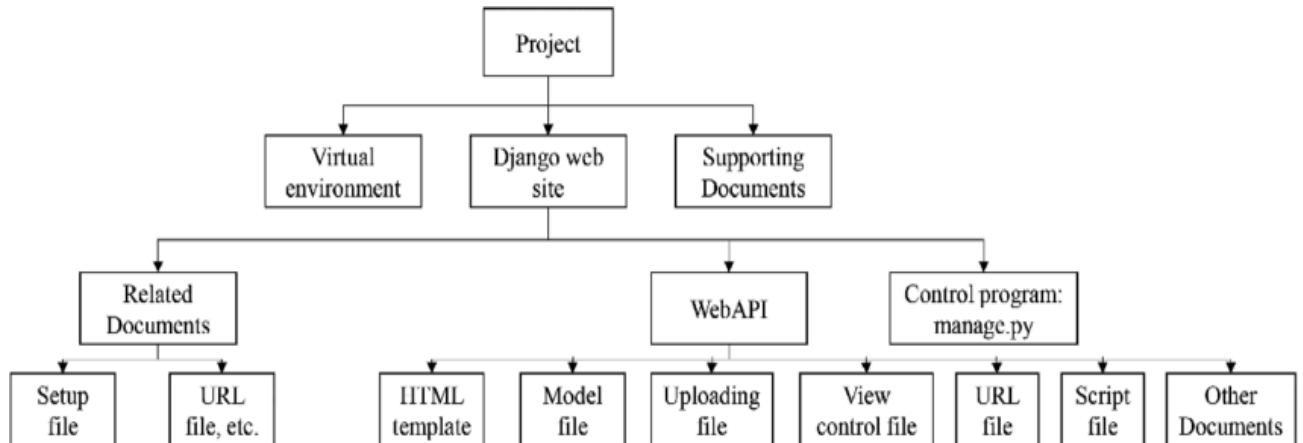 Project
Virtual
environment
Django web
site
Supporting
Documents
Related
Documents
WebAPI
Control program:
manage.py
Setup
file
URL
file, etc.
HTML
template
Model
file
Uploading
file
View
control file
URL
file
Script
file
Other
Documents